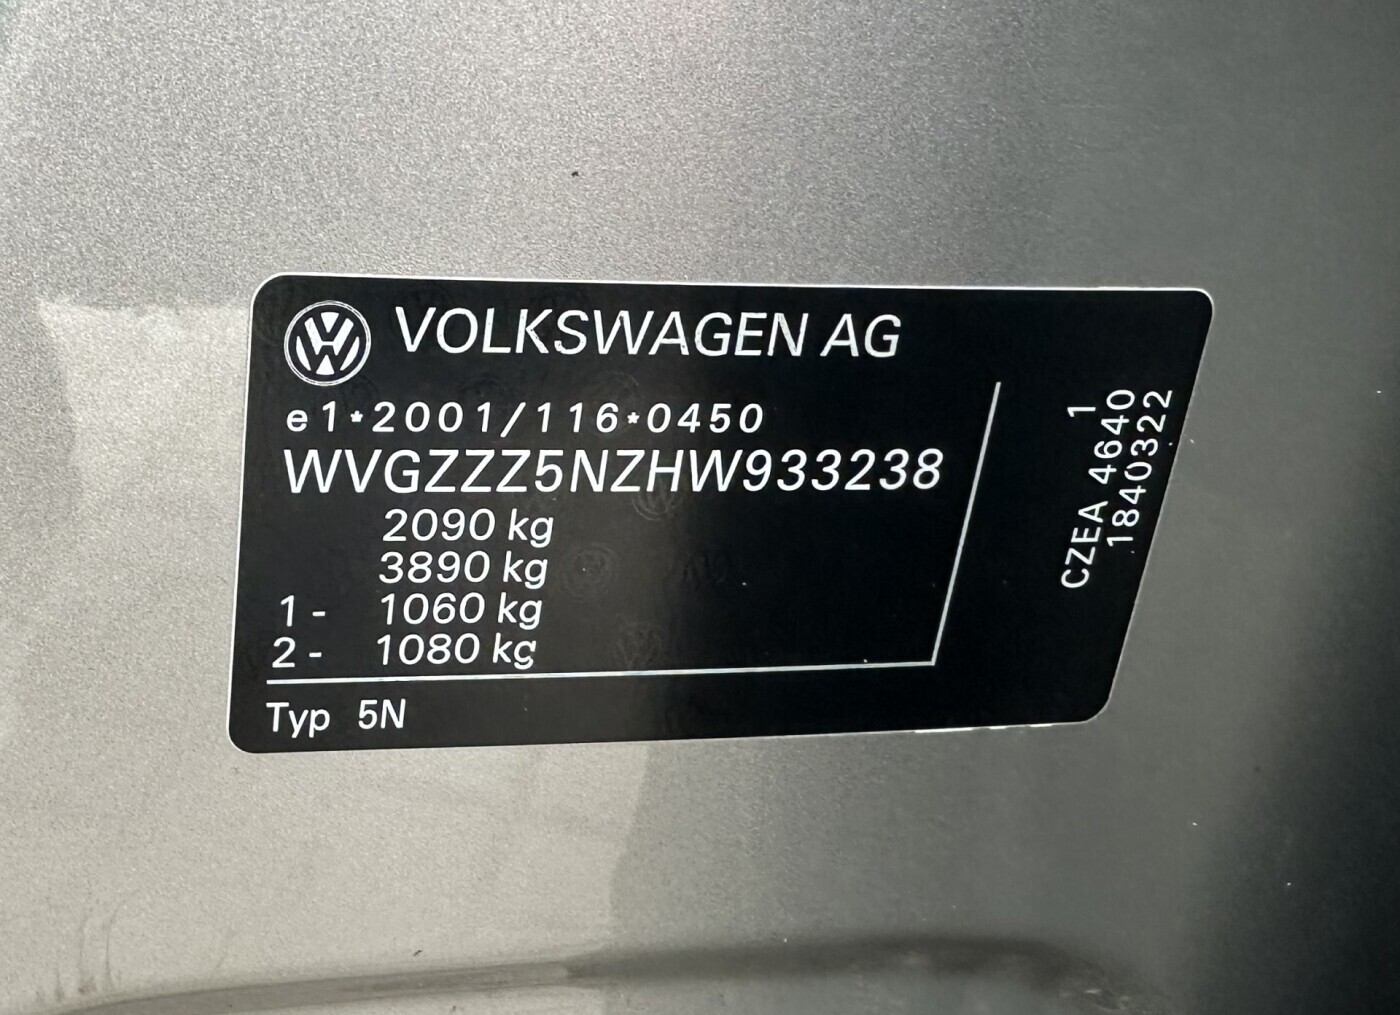 VOLKSWAGEN AG
e1*2001/116*0450
WVGZZZ5NZHW933238
2090 kg
3890 kg
1- 1060 kg
2- 1080 kg
Typ 5N
CZEA 4640 1
1840322